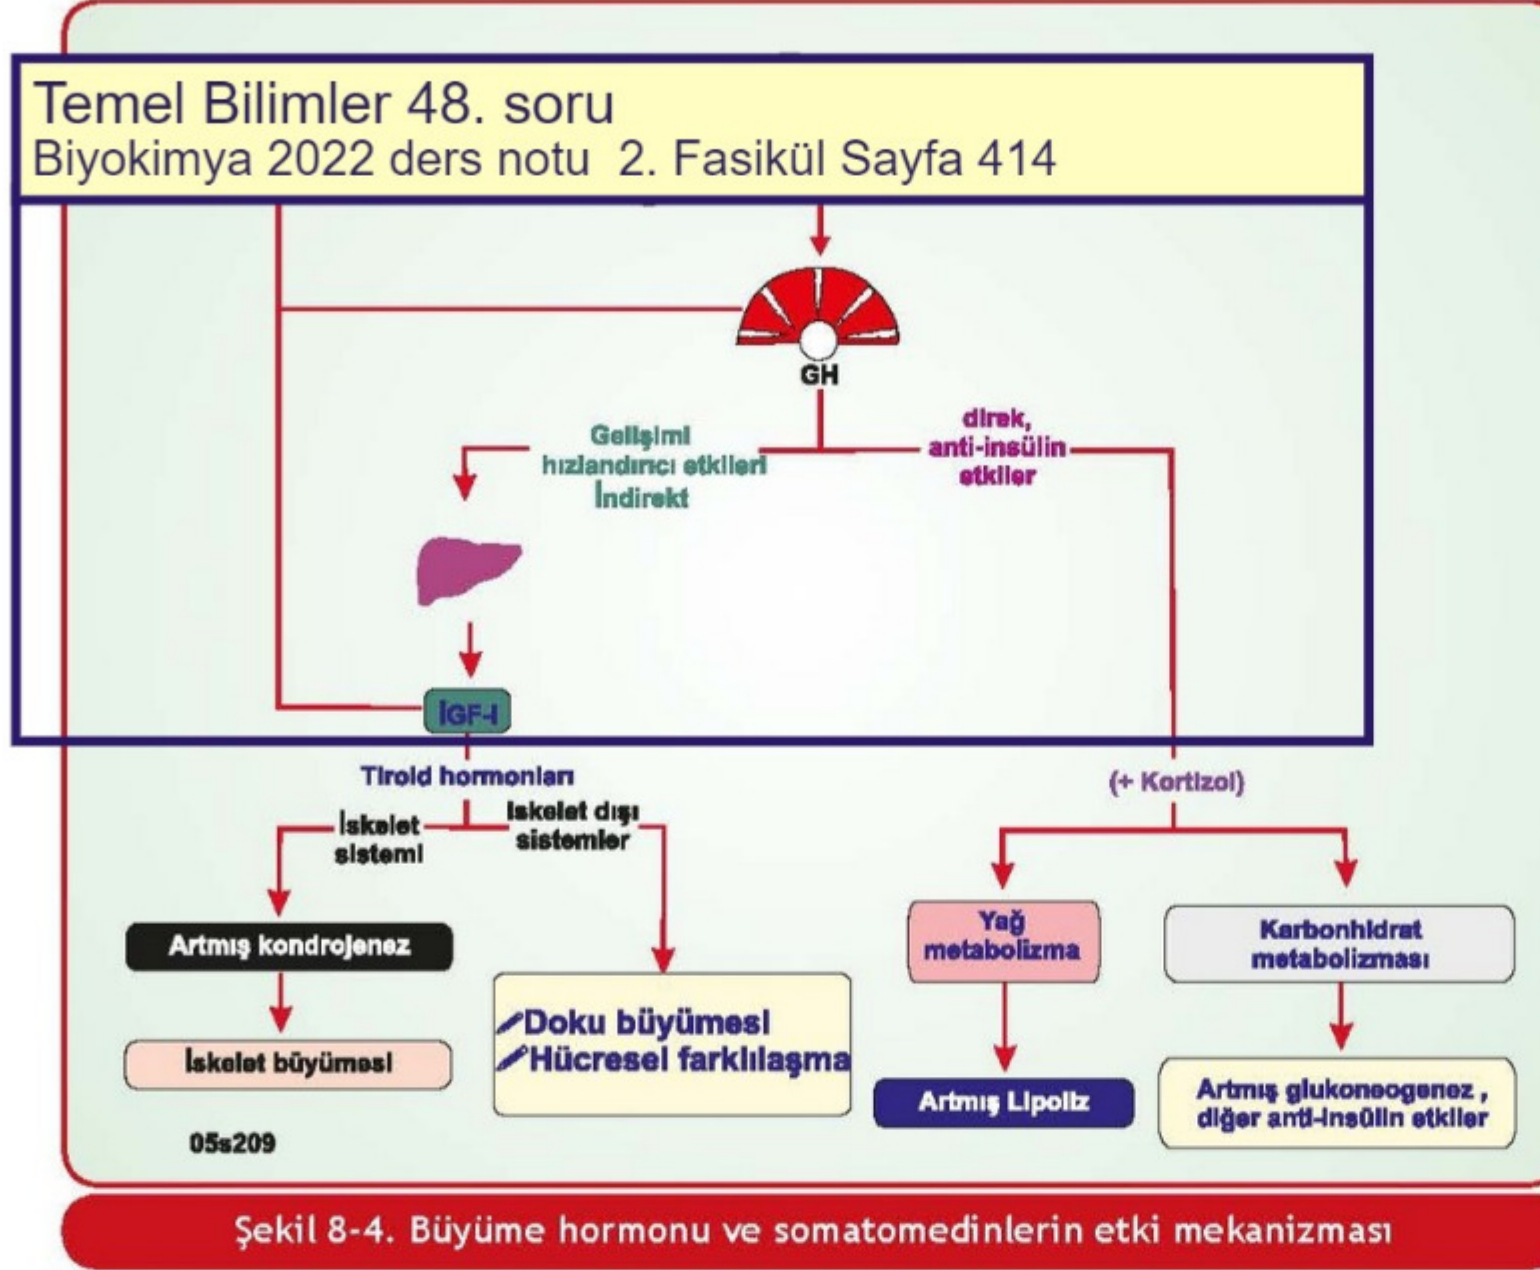 Temel Bilimler 48. soru
Biyokimya 2022 ders notu 2. Fasikül Sayfa 414
GH
Gelişimi
hızlandırıcı etkileri
İndirekt
direk,
anti-insülin
etkiler
İGF-I
Tiroid hormonları
(+ Kortizol)
İskelet
sistemi
Iskelet dışı
sistemler
Artmış kondrojenez
Yağ
metabolizma
Karbonhidrat
metabolizması
İskelet büyümesi
Doku büyümesi
Hücresel farklılaşma
Artmış Lipoliz
Artmış glukoneogenez ,
diğer anti-insülin etkiler
05s209
Şekil 8-4. Büyüme hormonu ve somatomedinlerin etki mekanizması